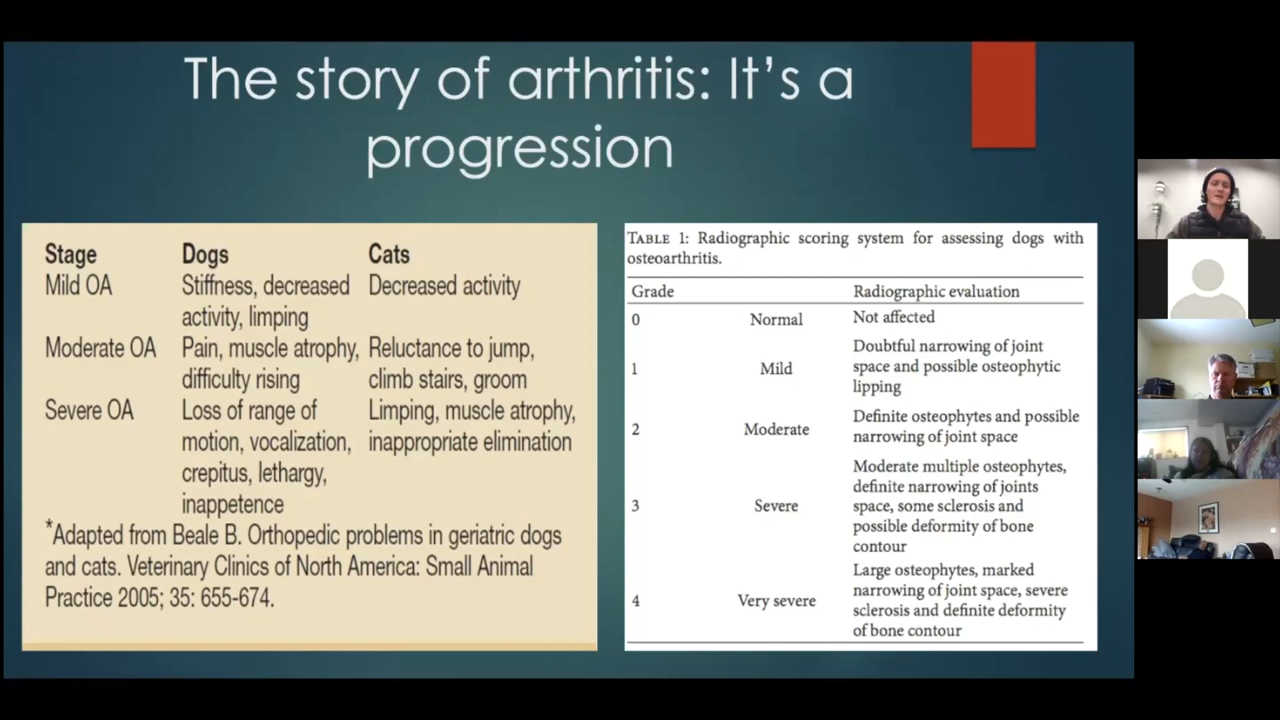 The story of arthritis: It's a
progression
Stage Dogs Cats
Mild OA Stiffness, decreased Decreased activity
activity, limping
Moderate OA Pain, muscle atrophy, Reluctance to jump,
difficulty rising climb stairs, groom
Severe OA Loss of range of Limping, muscle atrophy,
motion, vocalization, inappropriate elimination
crepitus, lethargy,
inappetence
*Adapted from Beale B. Orthopedic problems in geriatric dogs
and cats. Veterinary Clinics of North America: Small Animal
Practice 2005; 35: 655-674.
TABLE 1: Radiographic scoring system for assessing dogs with
osteoarthritis.
Grade Radiographic evaluation
0 Normal Not affected
Doubtful narrowing of joint
1 Mild space and possible osteophytic
lipping
2 Moderate Definite osteophytes and possible
narrowing of joint space
Moderate multiple osteophytes,
definite narrowing of joints
3 Severe space, some sclerosis and
possible deformity of bone
contour
Large osteophytes, marked
narrowing of joint space, severe
4 Very severe sclerosis and definite deformity
of bone contour